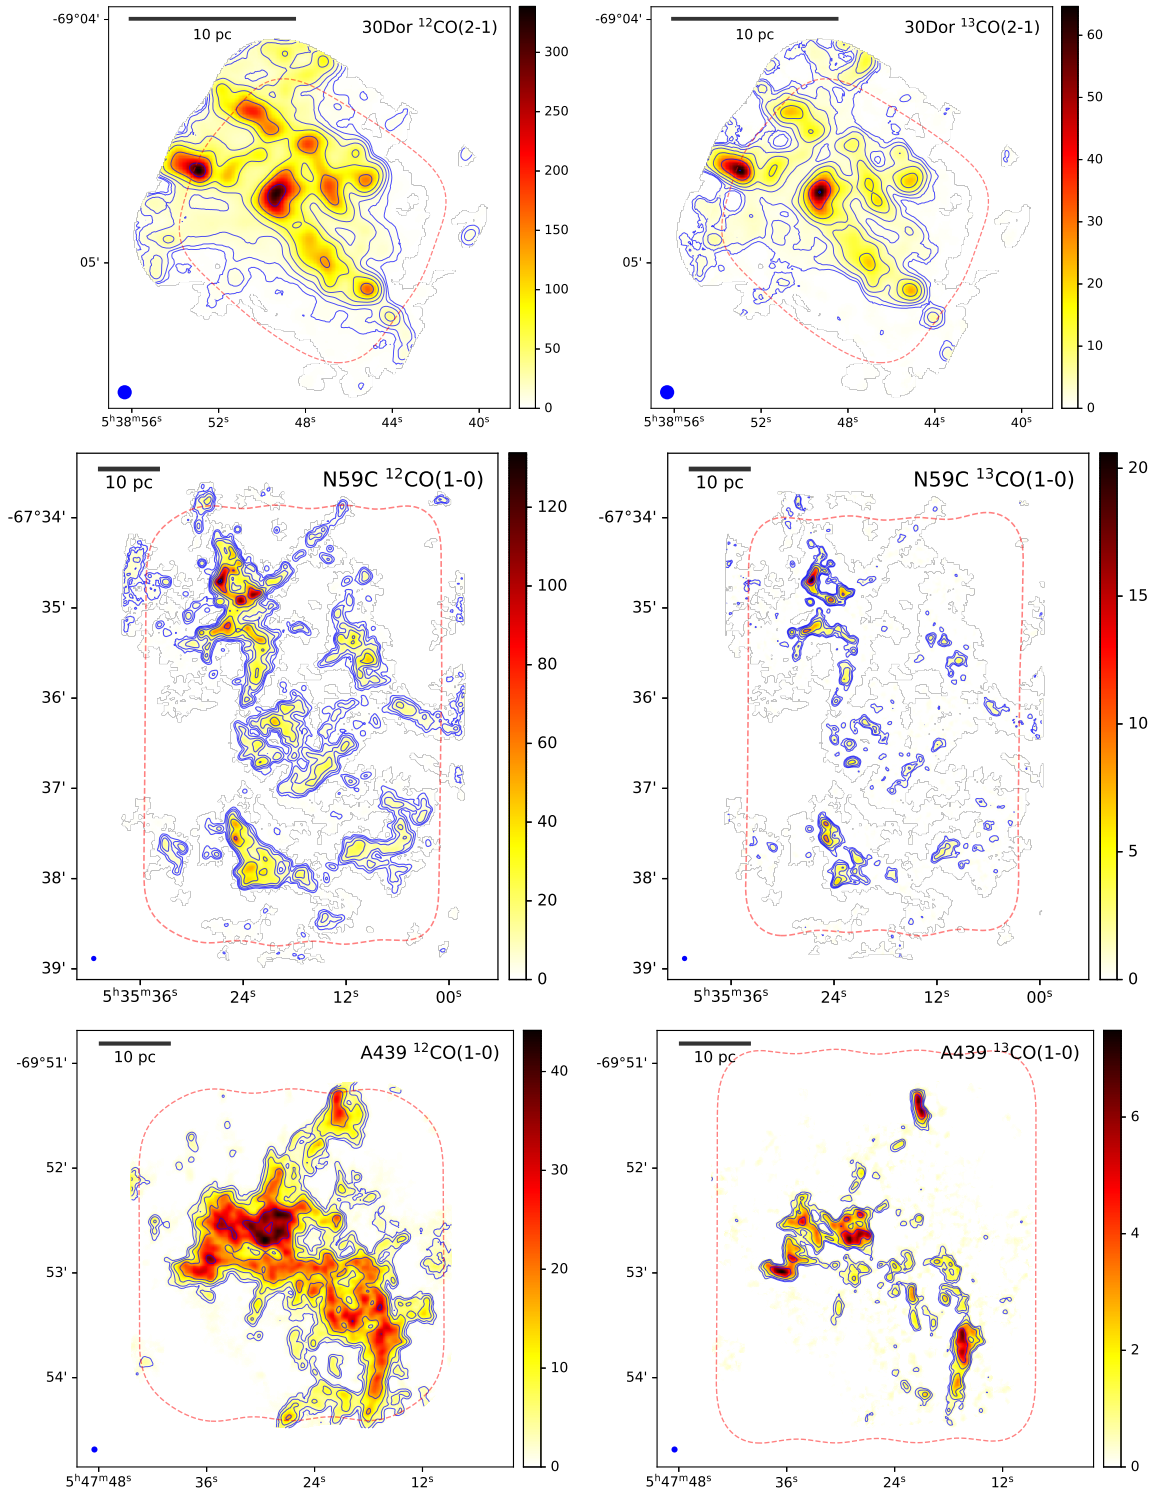 -69°04'
10 pc
30Dor ¹²CO(2-1)
05'
5ʰ38ᵐ56ˢ
52ˢ
48ˢ
44ˢ
40ˢ
0
50
100
150
200
250
300
10 pc
30Dor ¹³CO(2-1)
5ʰ38ᵐ56ˢ
52ˢ
48ˢ
44ˢ
40ˢ
0
10
20
30
40
50
60
-69°04'
05'
10 pc
N59C ¹²CO(1-0)
-67°34'
35'
36'
37'
38'
39'
5ʰ35ᵐ36ˢ
24ˢ
12ˢ
00ˢ
0
20
40
60
80
100
120
10 pc
N59C ¹³CO(1-0)
-67°34'
35'
36'
37'
38'
39'
5ʰ35ᵐ36ˢ
24ˢ
12ˢ
00ˢ
0
5
10
15
20
10 pc
A439 ¹²CO(1-0)
-69°51'
52'
53'
54'
5ʰ47ᵐ48ˢ
36ˢ
24ˢ
12ˢ
0
10
20
30
40
10 pc
A439 ¹³CO(1-0)
-69°51'
52'
53'
54'
5ʰ47ᵐ48ˢ
36ˢ
24ˢ
12ˢ
0
2
4
6